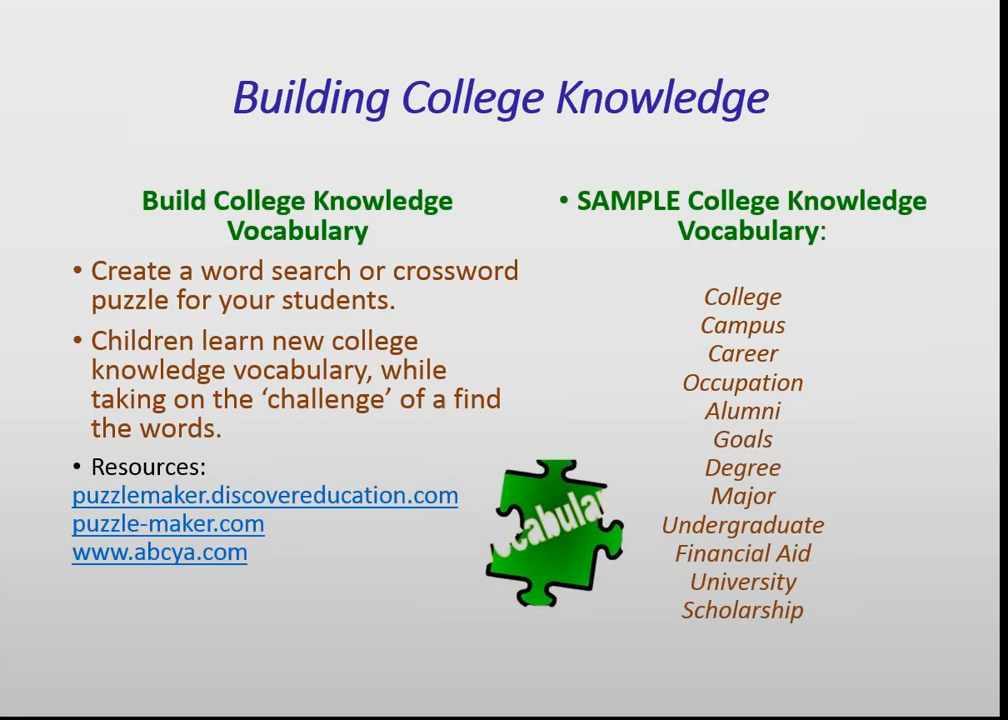 Building College Knowledge
Build College Knowledge
Vocabulary
• Create a word search or crossword
puzzle for your students.
• Children learn new college
knowledge vocabulary, while
taking on the ‘challenge’ of a find
the words.
• Resources:
puzzlemaker.discovereducation.com
puzzle-maker.com
www.abcya.com
ocabular
• SAMPLE College Knowledge
Vocabulary:
College
Campus
Career
Occupation
Alumni
Goals
Degree
Major
Undergraduate
Financial Aid
University
Scholarship